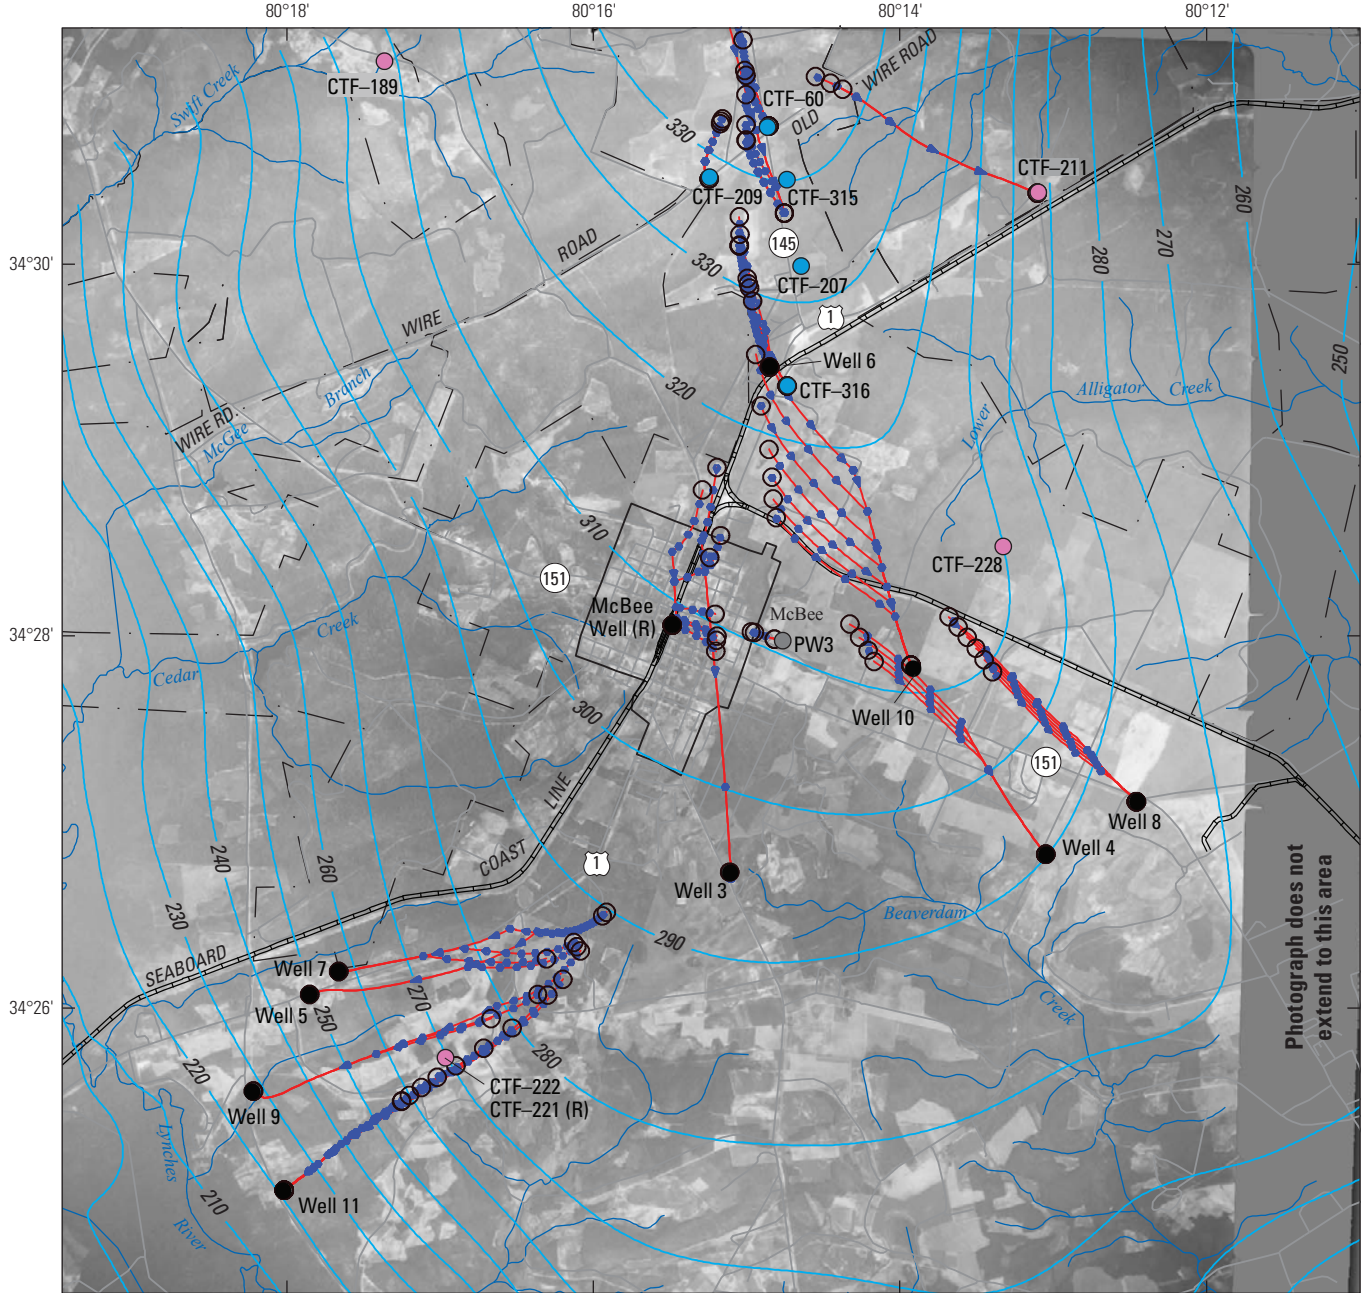 80°18'
80°16'
80°14'
80°12'
WIRE ROAD
CTF–189
Swift Creek
CTF–60
OLD
330
CTF–211
CTF–209
CTF–315
260
145
ROAD
270
280
34°30'
330
CTF–207
WIRE
1
250
Well 6
Branch
320
CTF–316
Alligator Creek
Lower
WIRE RD
McGee
310
CTF–228
151
McBee
Well (R)
McBee
PW3
34°28'
Creek
Cedar
300
Well 10
151
LINE
Well 8
COAST
1
Well 4
240
260
Well 3
Photograph does not
extend to this area
230
Beaverdam
290
SEABOARD
Well 7
270
34°26'
Well 5
250
Creek
280
220
CTF–222
CTF–221 (R)
Well 9
Lynches
Well 11
210
River